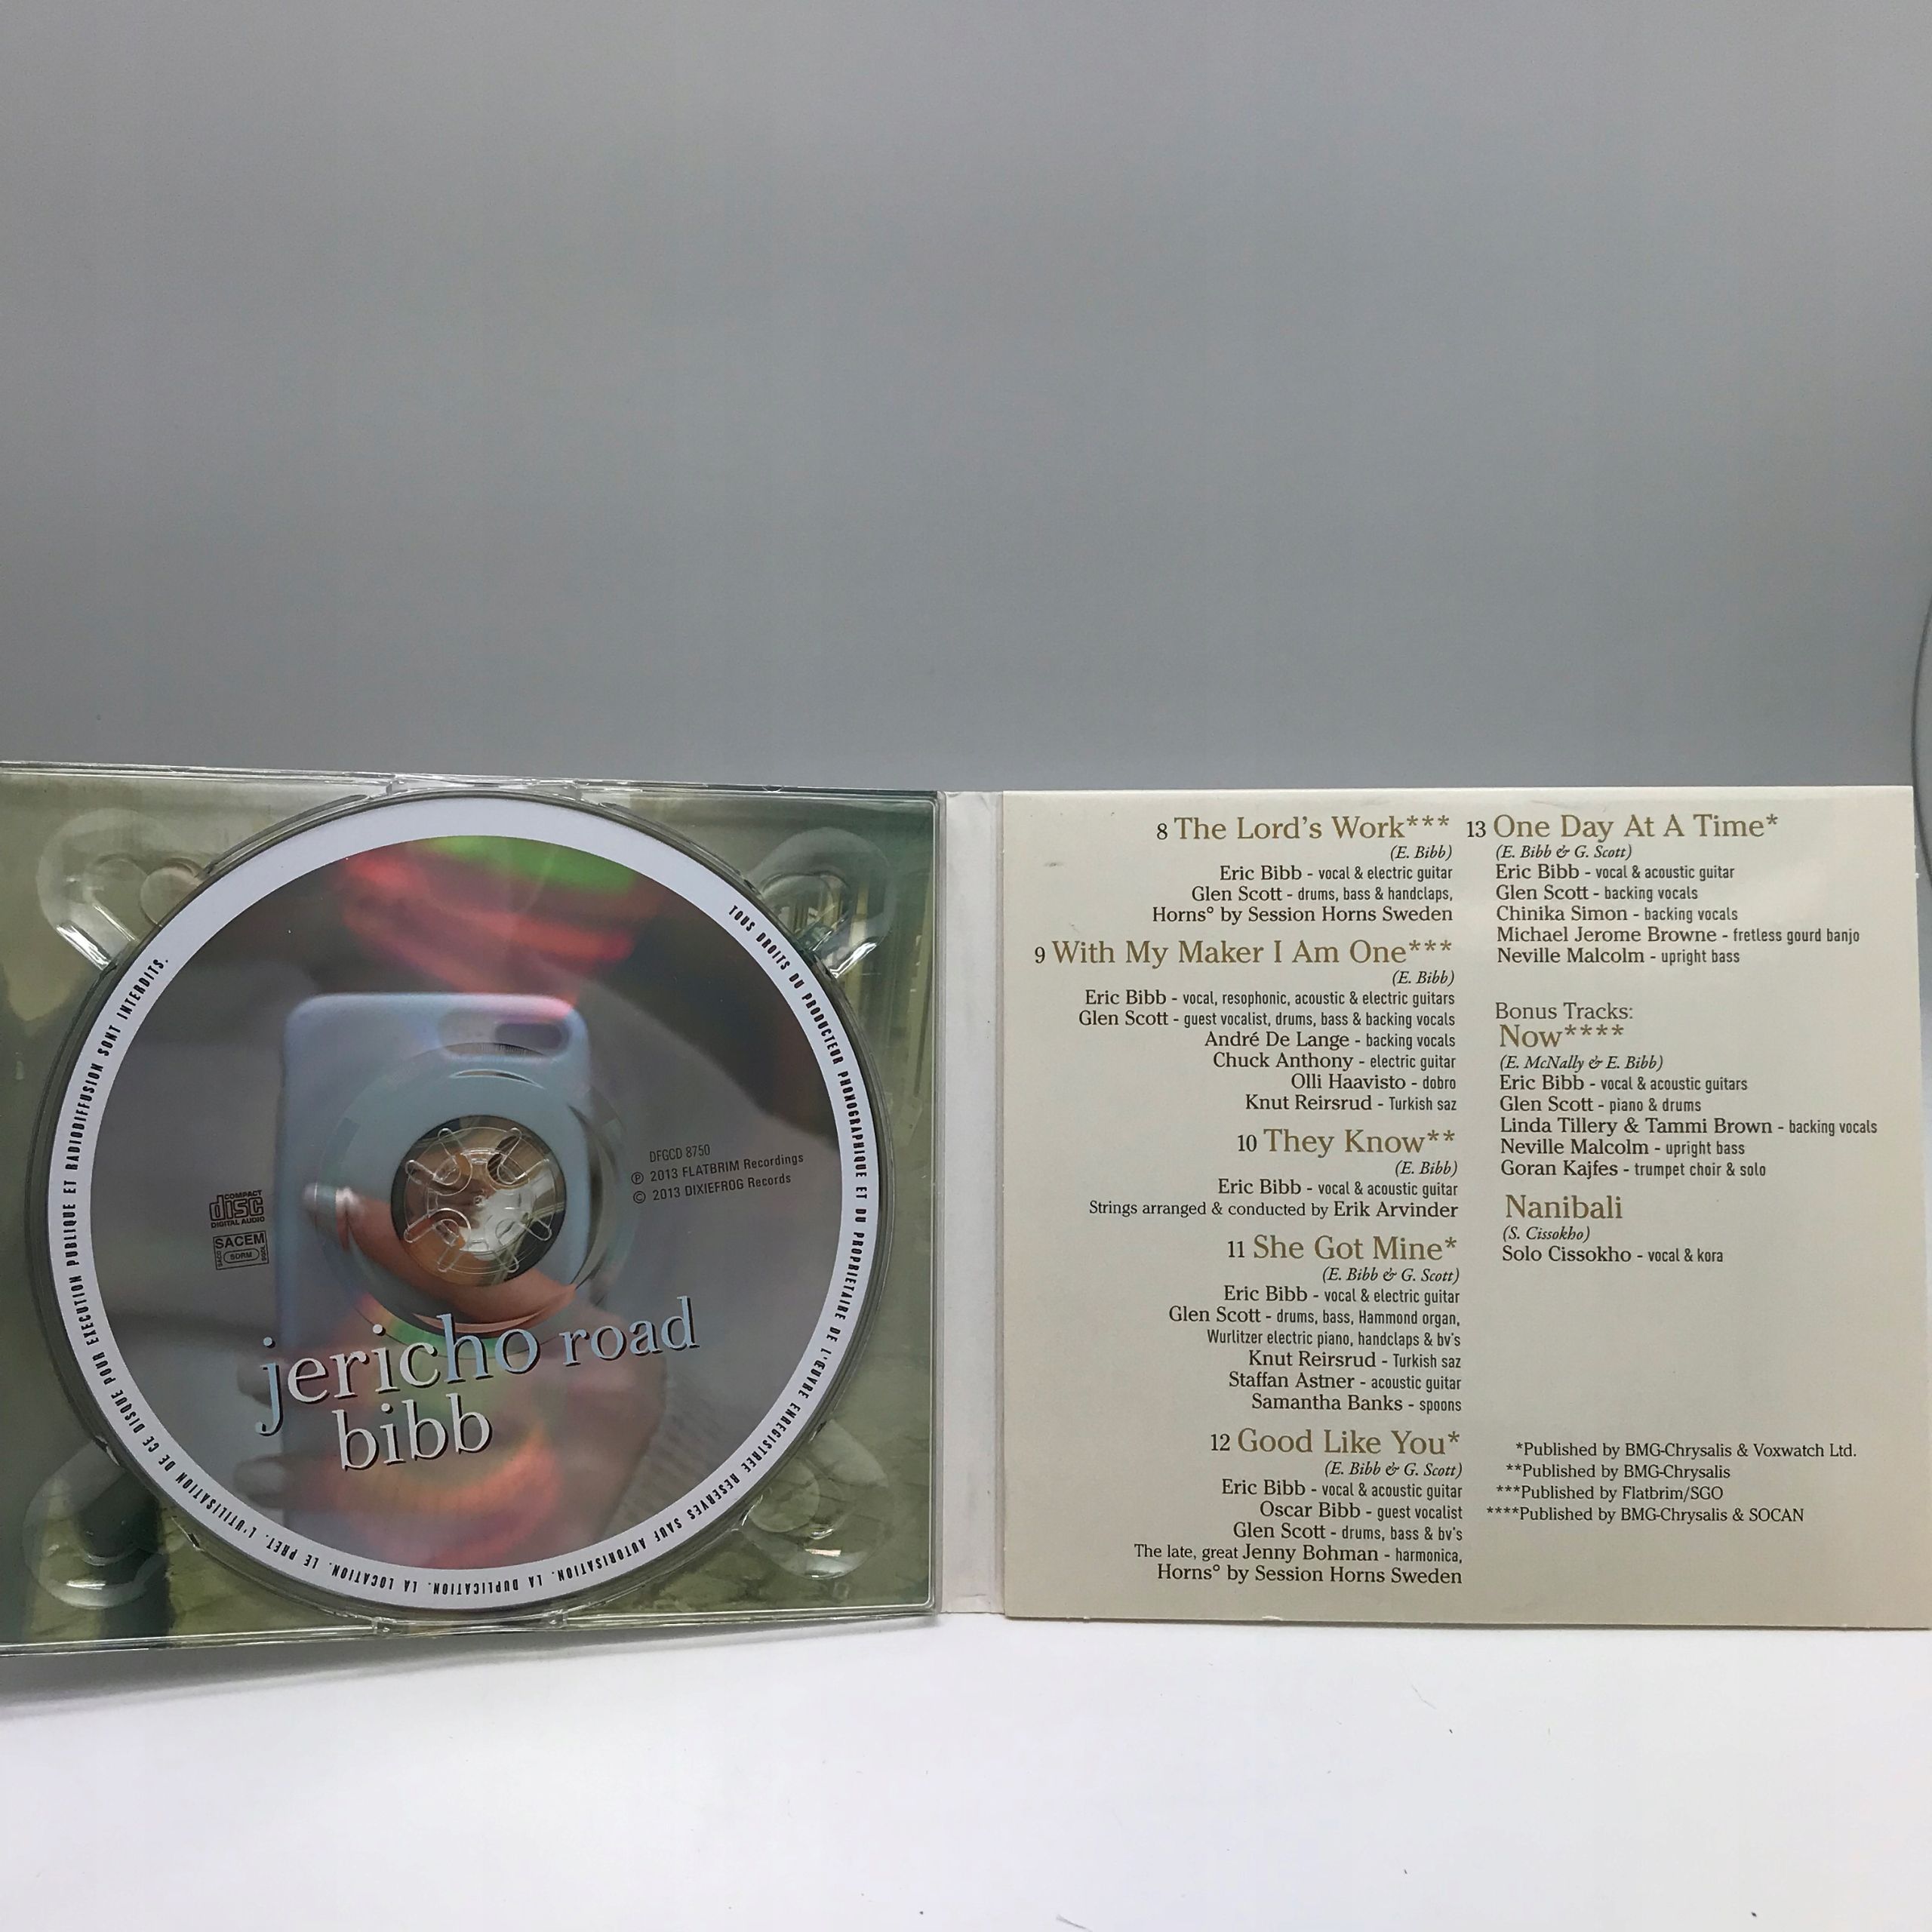 TOUS DROITS DU PRODUCTEUR PHONOGRAPHIQUE ET DU PROPRIETAIRE DE L'ŒUVRE ENREGISTREE RESERVES SAUF AUTORISATION. LA DUPLICATION. LA LOCATION. LE PRET. L'UTILISATION DE CE DISQUE POUR EXECUTION PUBLIQUE ET RADIODIFFUSION SONT INTERDITS.
DFGCD 8750
℗ 2013 FLATBRIM Recordings
© 2013 DIXIEFROG Records
COMPACT
disc
DIGITAL AUDIO
SACEM
SDRM
jericho road
bibb
8 The Lord's Work***
(E. Bibb)
Eric Bibb - vocal & electric guitar
Glen Scott - drums, bass & handclaps,
Horns° by Session Horns Sweden
9 With My Maker I Am One***
(E. Bibb)
Eric Bibb - vocal, resophonic, acoustic & electric guitars
Glen Scott - guest vocalist, drums, bass & backing vocals
André De Lange - backing vocals
Chuck Anthony - electric guitar
Olli Haavisto - dobro
Knut Reirsrud - Turkish saz
10 They Know**
(E. Bibb)
Eric Bibb - vocal & acoustic guitar
Strings arranged & conducted by Erik Arvinder
11 She Got Mine*
(E. Bibb & G. Scott)
Eric Bibb - vocal & electric guitar
Glen Scott - drums, bass, Hammond organ,
Wurlitzer electric piano, handclaps & bv's
Knut Reirsrud - Turkish saz
Staffan Astner - acoustic guitar
Samantha Banks - spoons
12 Good Like You*
(E. Bibb & G. Scott)
Eric Bibb - vocal & acoustic guitar
Oscar Bibb - guest vocalist
Glen Scott - drums, bass & bv's
The late, great Jenny Bohman - harmonica,
Horns° by Session Horns Sweden
13 One Day At A Time*
(E. Bibb & G. Scott)
Eric Bibb - vocal & acoustic guitar
Glen Scott - backing vocals
Chinika Simon - backing vocals
Michael Jerome Browne - fretless gourd banjo
Neville Malcolm - upright bass
Bonus Tracks:
Now****
(E. McNally & E. Bibb)
Eric Bibb - vocal & acoustic guitars
Glen Scott - piano & drums
Linda Tillery & Tammi Brown - backing vocals
Neville Malcolm - upright bass
Goran Kajfes - trumpet choir & solo
Nanibali
(S. Cissokho)
Solo Cissokho - vocal & kora
*Published by BMG-Chrysalis & Voxwatch Ltd.
**Published by BMG-Chrysalis
***Published by Flatbrim/SGO
****Published by BMG-Chrysalis & SOCAN